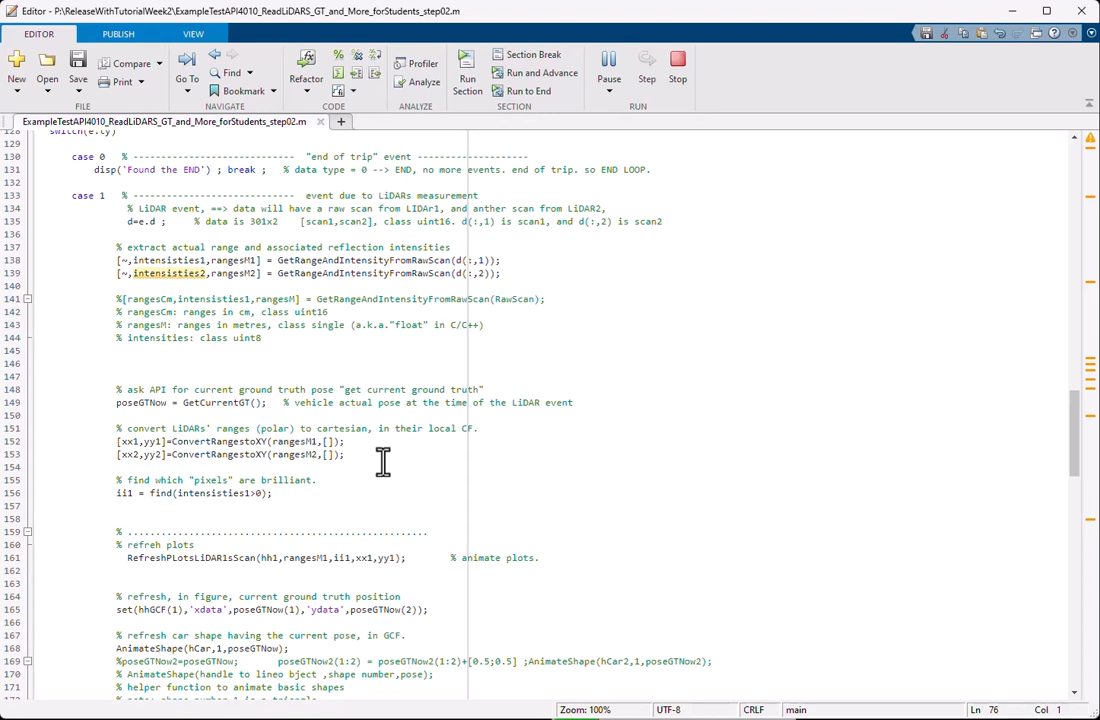 Editor - P:\ReleaseWithTutorialWeek2\ExampleTestAPI4010_ReadLiDARS_GT_and_More_forStudents_step02.m
EDITOR PUBLISH VIEW
New Open Save Compare Print Go To Find Bookmark Refactor Profiler Analyze Run Section Section Break Run and Advance Run to End Pause Step Stop
FILE NAVIGATE CODE ANALYZE SECTION RUN
ExampleTestAPI4010_ReadLiDARS_GT_and_More_forStudents_step02.m
128 switch(e.ty)
129
130 case 0 % ---------------------------- "end of trip" event -------------------
131 disp('Found the END') ; break ; % data type = 0 --> END, no more events. end of trip. so END LOOP.
132
133 case 1 % ---------------------------- event due to LiDARs measurement
134 % LiDAR event, ==> data will have a raw scan from LIDAr1, and anther scan from LiDAR2,
135 d=e.d ; % data is 301x2 [scan1,scan2], class uint16. d(:,1) is scan1, and d(:,2) is scan2
136
137 % extract actual range and associated reflection intensities
138 [~,intensisties1,rangesM1] = GetRangeAndIntensityFromRawScan(d(:,1));
139 [~,intensisties2,rangesM2] = GetRangeAndIntensityFromRawScan(d(:,2));
140
141 %[rangesCm,intensisties1,rangesM] = GetRangeAndIntensityFromRawScan(RawScan);
142 % rangesCm: ranges in cm, class uint16
143 % rangesM: ranges in metres, class single (a.k.a."float" in C/C++)
144 % intensities: class uint8
145
146
147
148 % ask API for current ground truth pose "get current ground truth"
149 poseGTNow = GetCurrentGT(); % vehicle actual pose at the time of the LiDAR event
150
151 % convert LiDARs' ranges (polar) to cartesian, in their local CF.
152 [xx1,yy1]=ConvertRangestoXY(rangesM1,[]);
153 [xx2,yy2]=ConvertRangestoXY(rangesM2,[]);
154
155 % find which "pixels" are brilliant.
156 ii1 = find(intensisties1>0);
157
158
159 % ....................................................
160 % refreh plots
161 RefreshPLotsLiDAR1sScan(hh1,rangesM1,ii1,xx1,yy1); % animate plots.
162
163
164 % refresh, in figure, current ground truth position
165 set(hhGCF(1),'xdata',poseGTNow(1),'ydata',poseGTNow(2));
166
167 % refresh car shape having the current pose, in GCF.
168 AnimateShape(hCar,1,poseGTNow);
169 %poseGTNow2=poseGTNow; poseGTNow2(1:2) = poseGTNow2(1:2)+[0.5;0.5] ;AnimateShape(hCar2,1,poseGTNow2);
170 % AnimateShape(handle to lineo bject ,shape number,pose);
171 % helper function to animate basic shapes
Zoom: 100% UTF-8 CRLF main Ln 76 Col 1